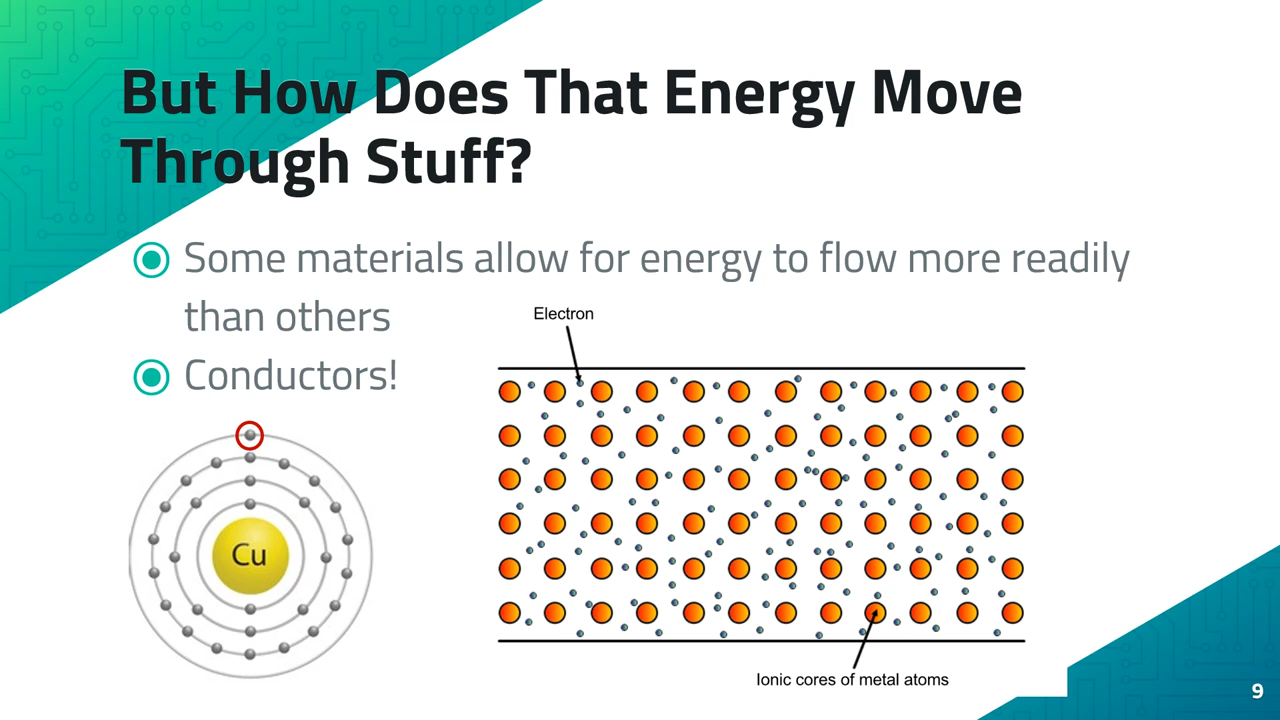 But How Does That Energy Move
Through Stuff?
Some materials allow for energy to flow more readily
than others
Electron
Conductors!
Cu
Ionic cores of metal atoms
9